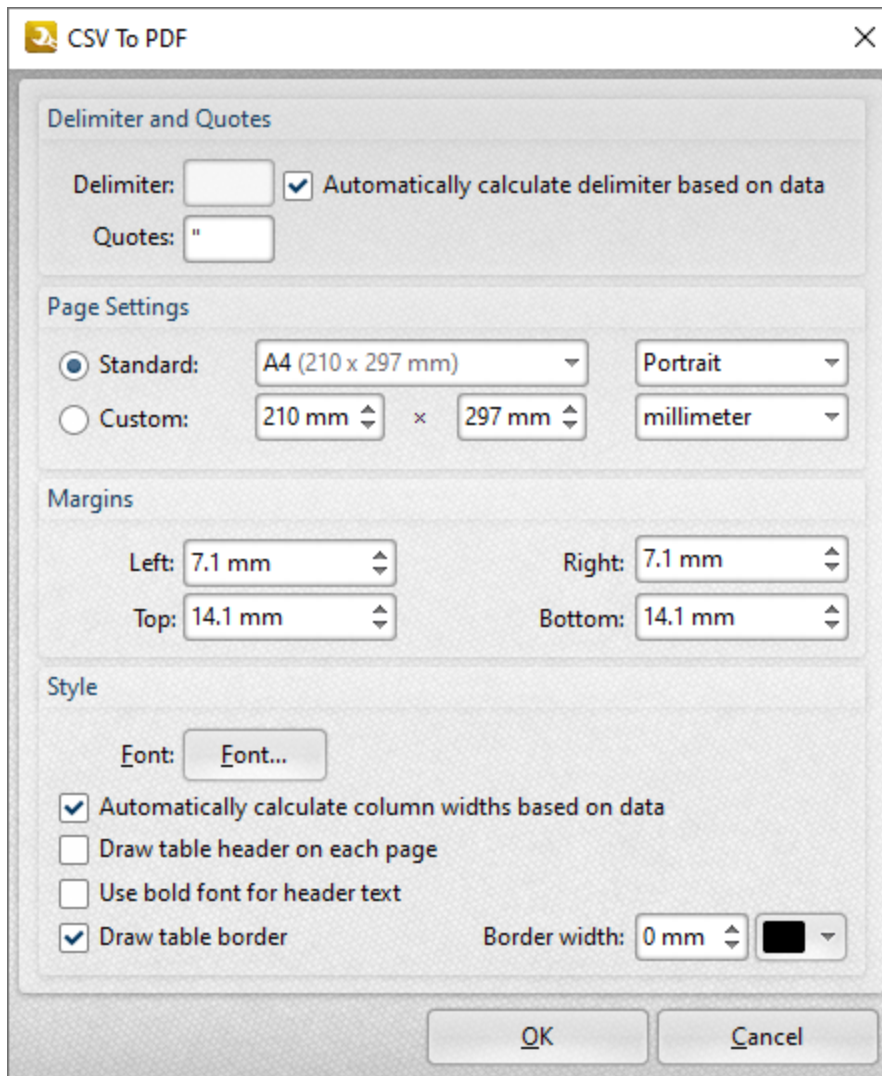 CSV To PDF
Delimiter and Quotes
Delimiter: Automatically calculate delimiter based on data
Quotes: "
Page Settings
Standard: A4 (210 x 297 mm) Portrait
Custom: 210 mm × 297 mm millimeter
Margins
Left: 7.1 mm Right: 7.1 mm
Top: 14.1 mm Bottom: 14.1 mm
Style
Font: Font...
Automatically calculate column widths based on data
Draw table header on each page
Use bold font for header text
Draw table border Border width: 0 mm
OK Cancel